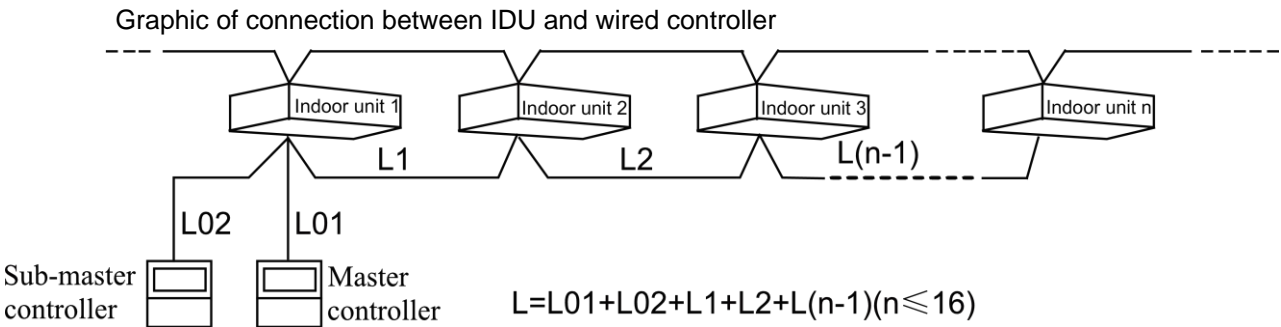 Graphic of connection between IDU and wired controller
Indoor unit 1
Indoor unit 2
Indoor unit 3
Indoor unit n
L1
L2
L(n-1)
L02
L01
Sub-master
controller
Master
controller
L=L01+L02+L1+L2+L(n-1)(n≤16)